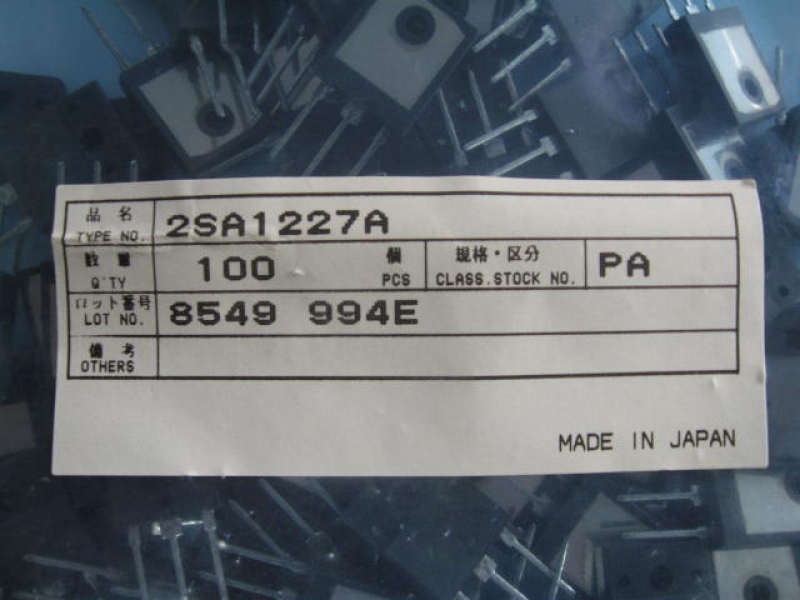 品名 2SA1227A
TYPE NO.
数量 100 個 規格・区分 PA
Q'TY PCS CLASS.STOCK NO.
ロット番号 8549 994E
LOT NO.
備考
OTHERS
MADE IN JAPAN